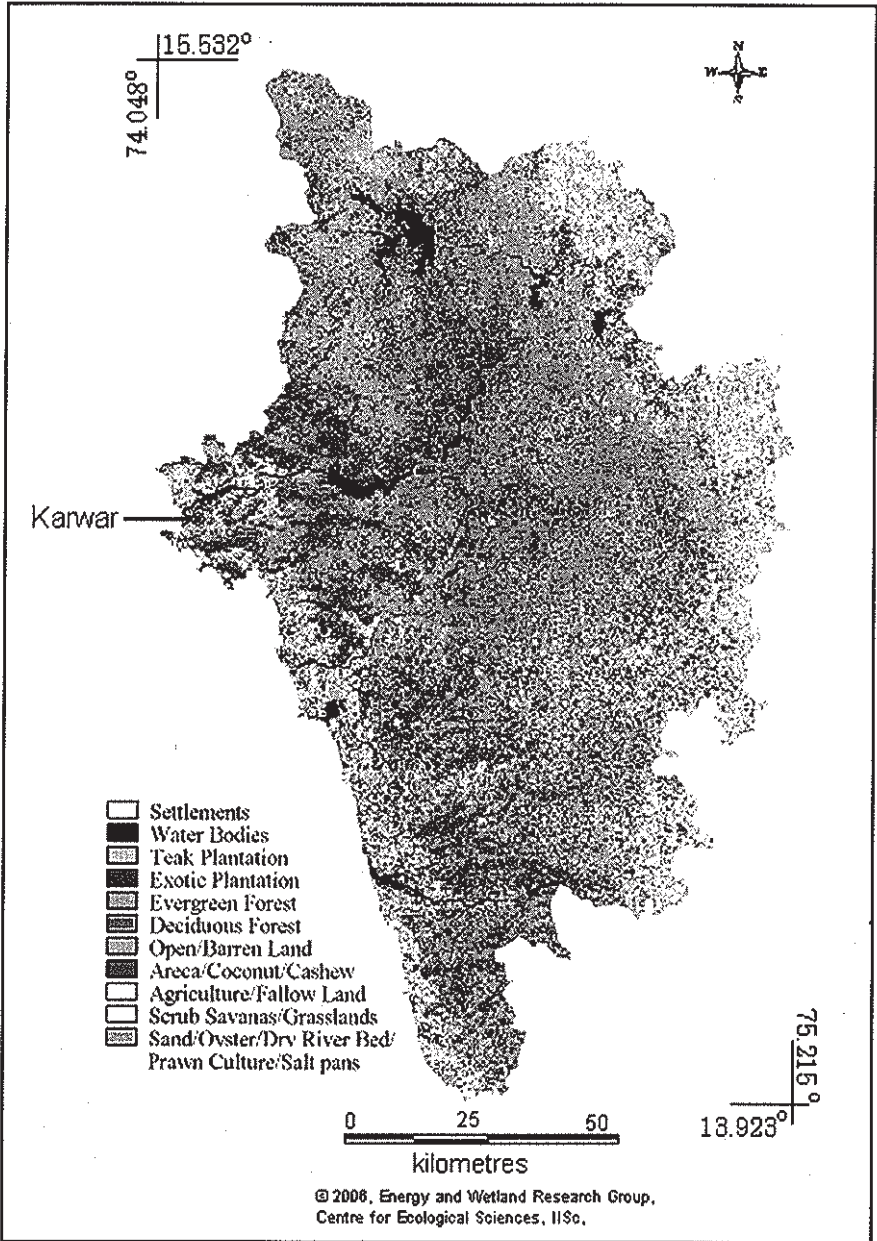 15.532°
74.048°
N
W E
S
Karwar
Settlements
Water Bodies
Teak Plantation
Exotic Plantation
Evergreen Forest
Deciduous Forest
Open/Barren Land
Areca/Coconut/Cashew
Agriculture/Fallow Land
Scrub Savanas/Grasslands
Sand/Oyster/Dry River Bed/
Prawn Culture/Salt pans
75.215°
13.923°
0 25 50
kilometres
© 2006, Energy and Wetland Research Group,
Centre for Ecological Sciences, IISc,